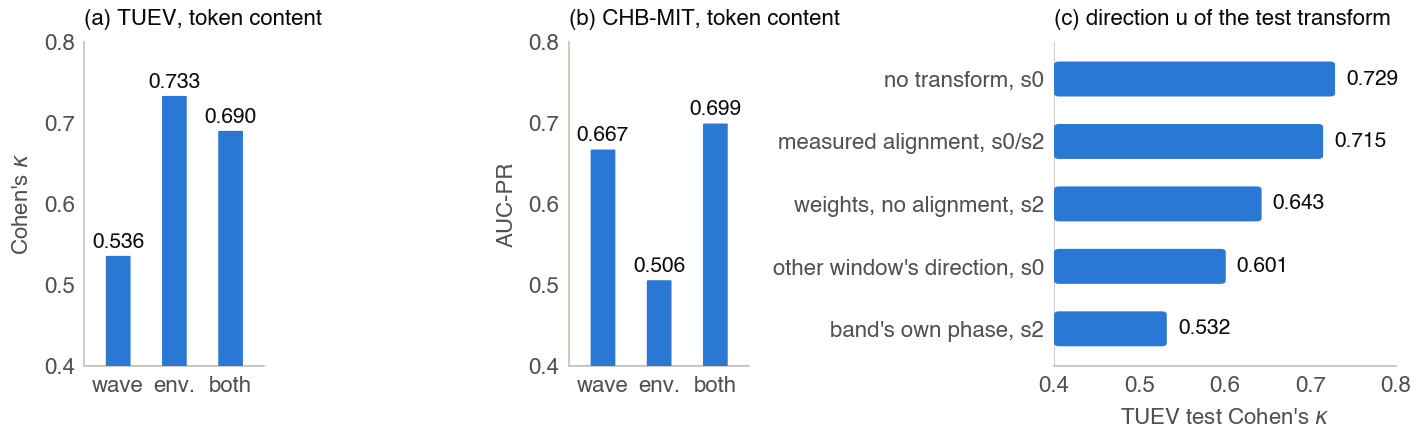 (a) TUEV, token content
Cohen's κ
0.8
0.7
0.6
0.5
0.4
0.536
0.733
0.690
wave env. both
(b) CHB-MIT, token content
AUC-PR
0.8
0.7
0.6
0.5
0.4
0.667
0.506
0.699
wave env. both
(c) direction u of the test transform
no transform, s0 0.729
measured alignment, s0/s2 0.715
weights, no alignment, s2 0.643
other window's direction, s0 0.601
band's own phase, s2 0.532
0.4 0.5 0.6 0.7 0.8
TUEV test Cohen's κ